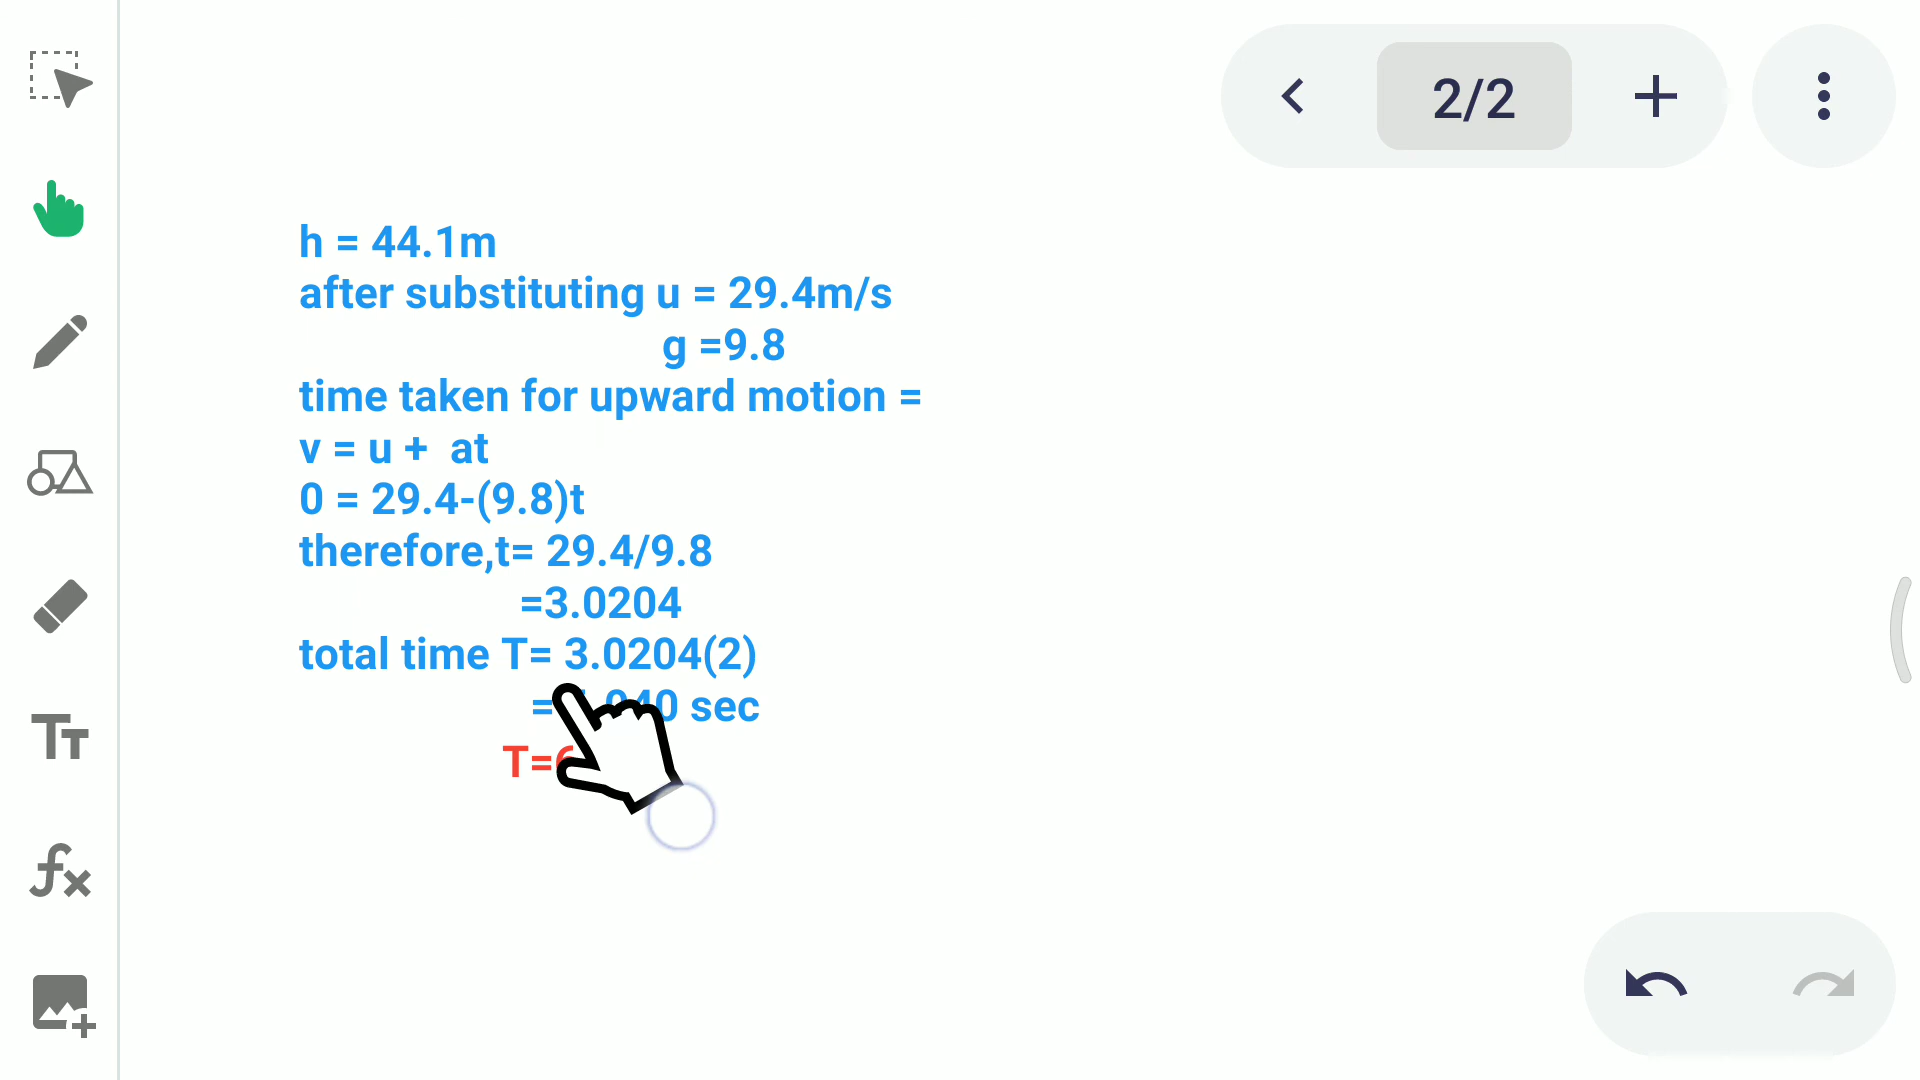 2/2
h = 44.1m
after substituting u = 29.4m/s
g =9.8
time taken for upward motion =
v = u + at
0 = 29.4-(9.8)t
therefore,t= 29.4/9.8
=3.0204
total time T= 3.0204(2)
= sec
T=